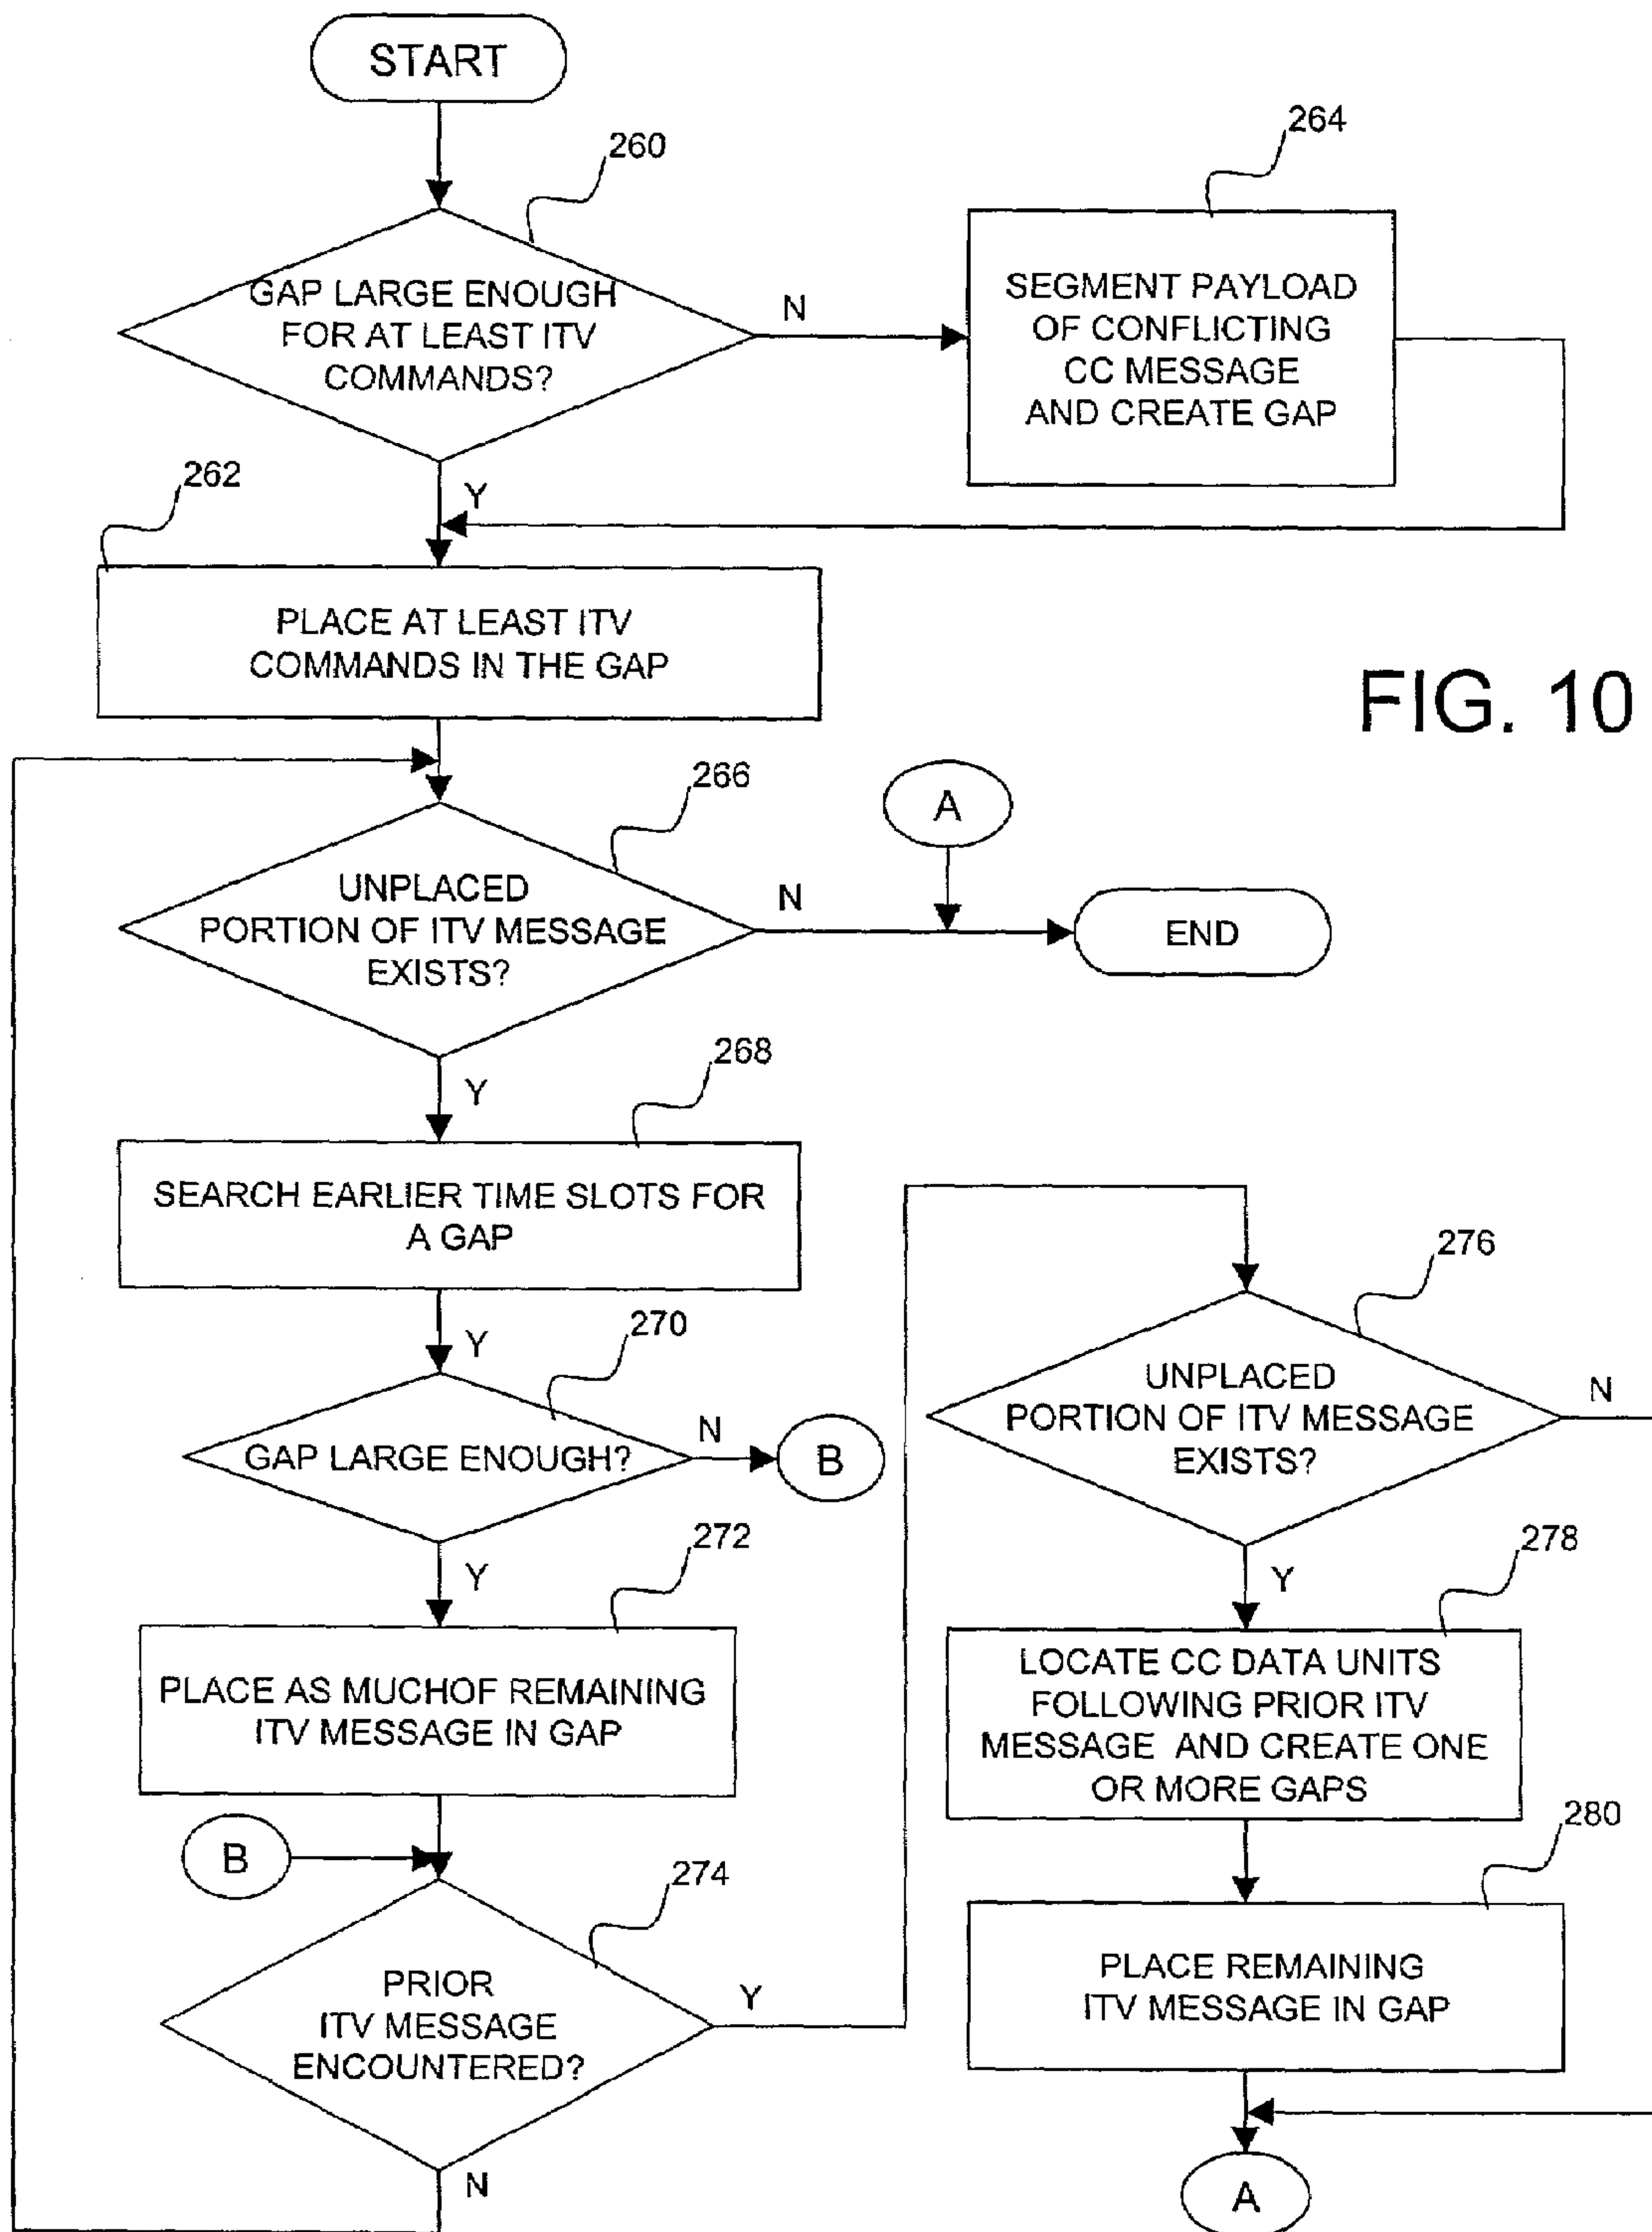 START
260
GAP LARGE ENOUGH
FOR AT LEAST ITV
COMMANDS?
N
264
SEGMENT PAYLOAD
OF CONFLICTING
CC MESSAGE
AND CREATE GAP
Y
262
PLACE AT LEAST ITV
COMMANDS IN THE GAP
FIG. 10
266
UNPLACED
PORTION OF ITV MESSAGE
EXISTS?
N
A
END
Y
268
SEARCH EARLIER TIME SLOTS FOR
A GAP
Y
270
GAP LARGE ENOUGH?
N
B
Y
272
PLACE AS MUCHOF REMAINING
ITV MESSAGE IN GAP
B
274
PRIOR
ITV MESSAGE
ENCOUNTERED?
Y
N
276
UNPLACED
PORTION OF ITV MESSAGE
EXISTS?
N
Y
278
LOCATE CC DATA UNITS
FOLLOWING PRIOR ITV
MESSAGE AND CREATE ONE
OR MORE GAPS
280
PLACE REMAINING
ITV MESSAGE IN GAP
A